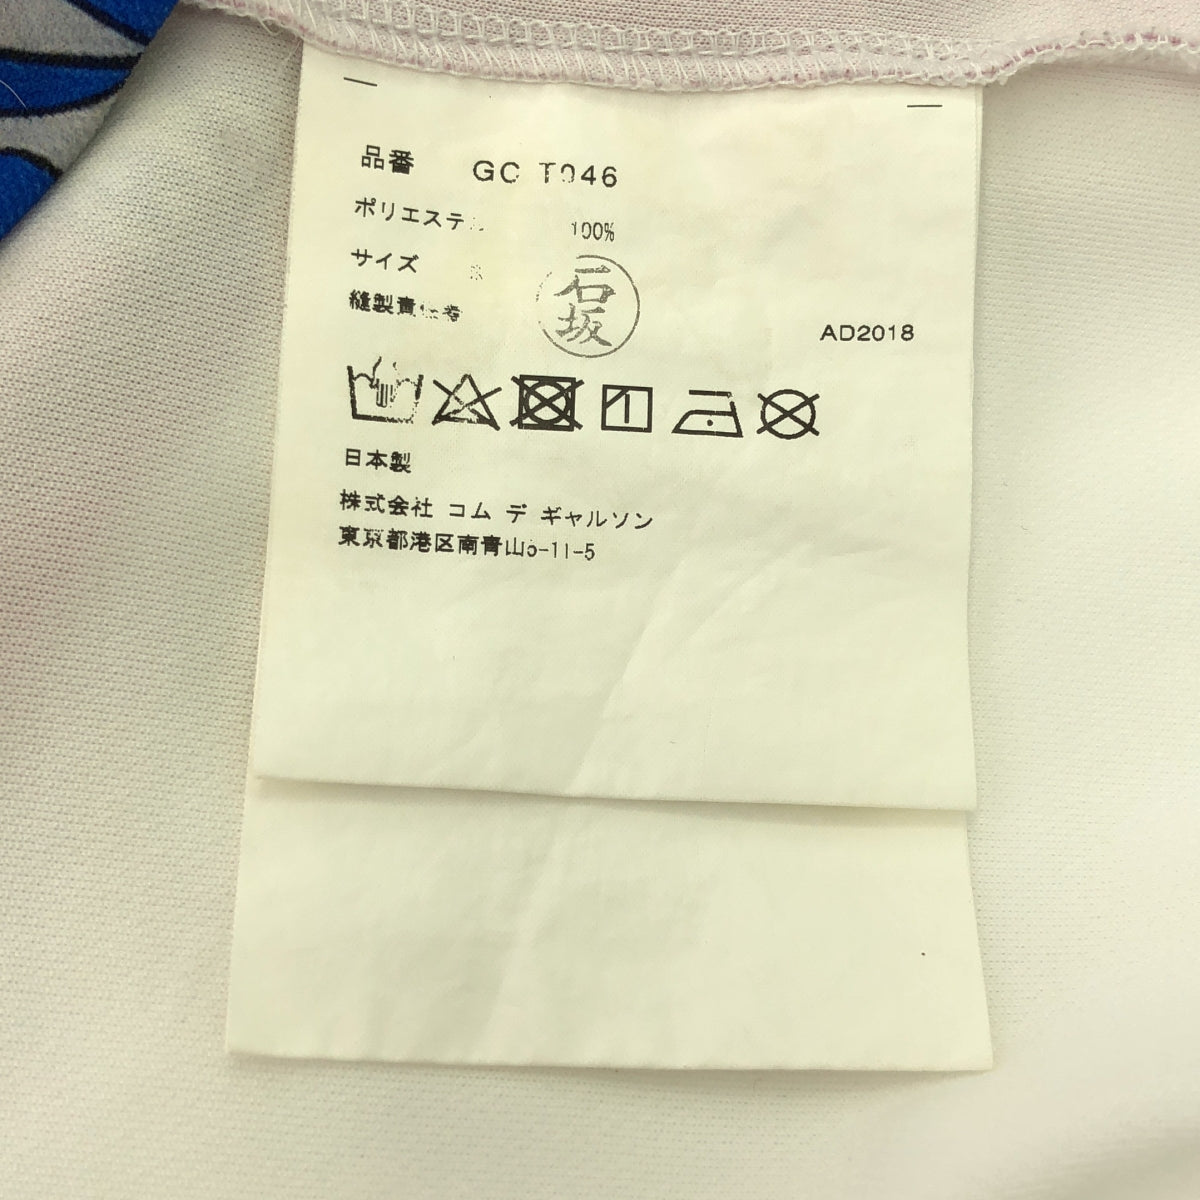 品番 GC T046
ポリエステル 100%
サイズ
縫製責任者 石坂
AD2018
日本製
株式会社 コム デ ギャルソン
東京都港区南青山5-11-5